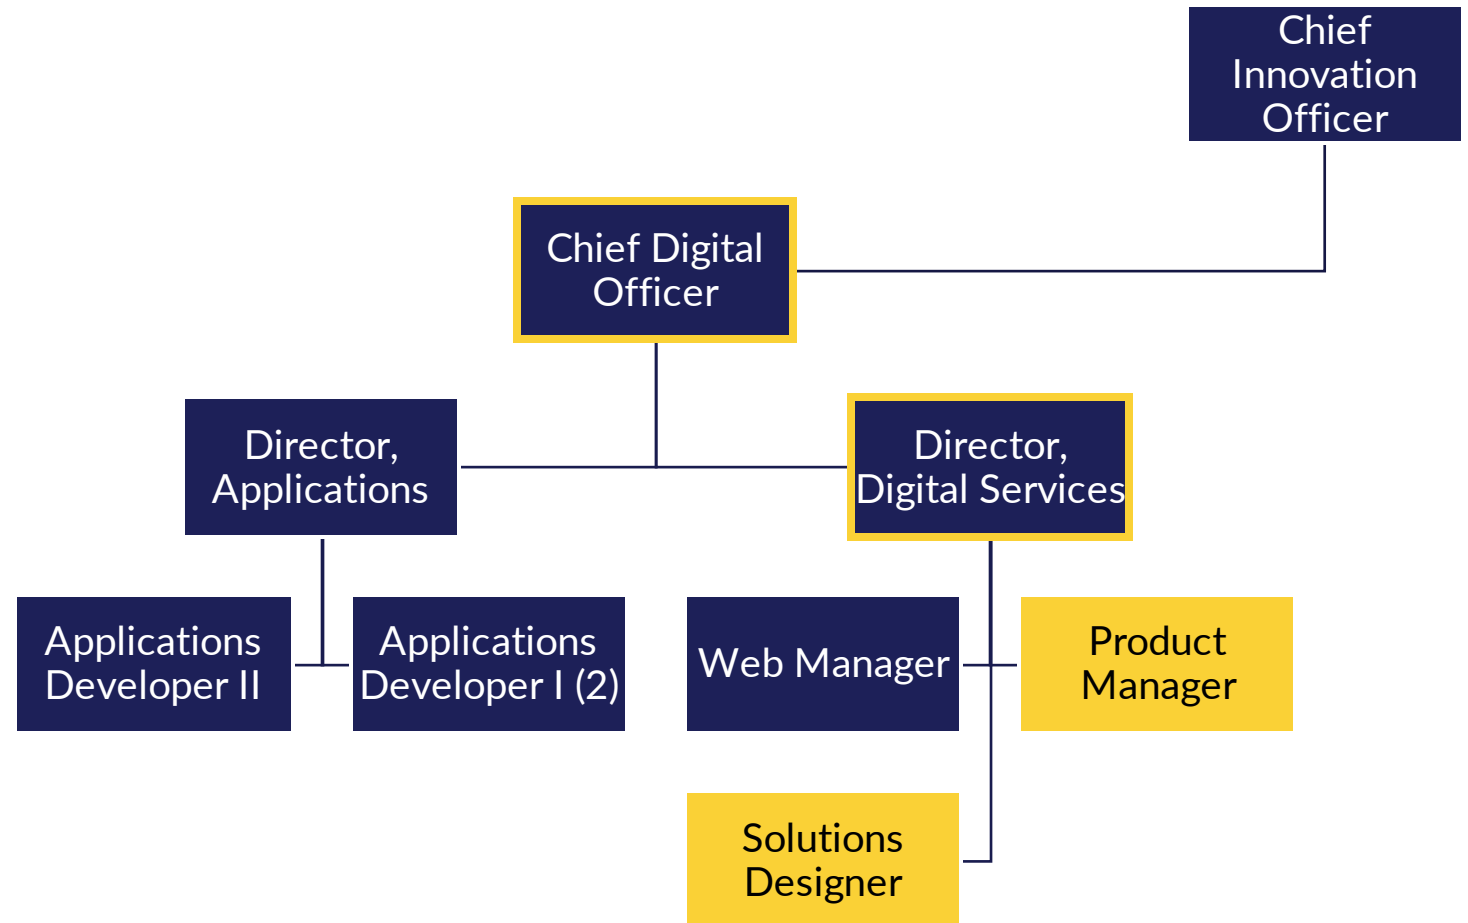 Chief
Innovation
Officer
Chief Digital
Officer
Director,
Applications
Director,
Digital Services
Applications
Developer II
Applications
Developer I (2)
Web Manager
Product
Manager
Solutions
Designer